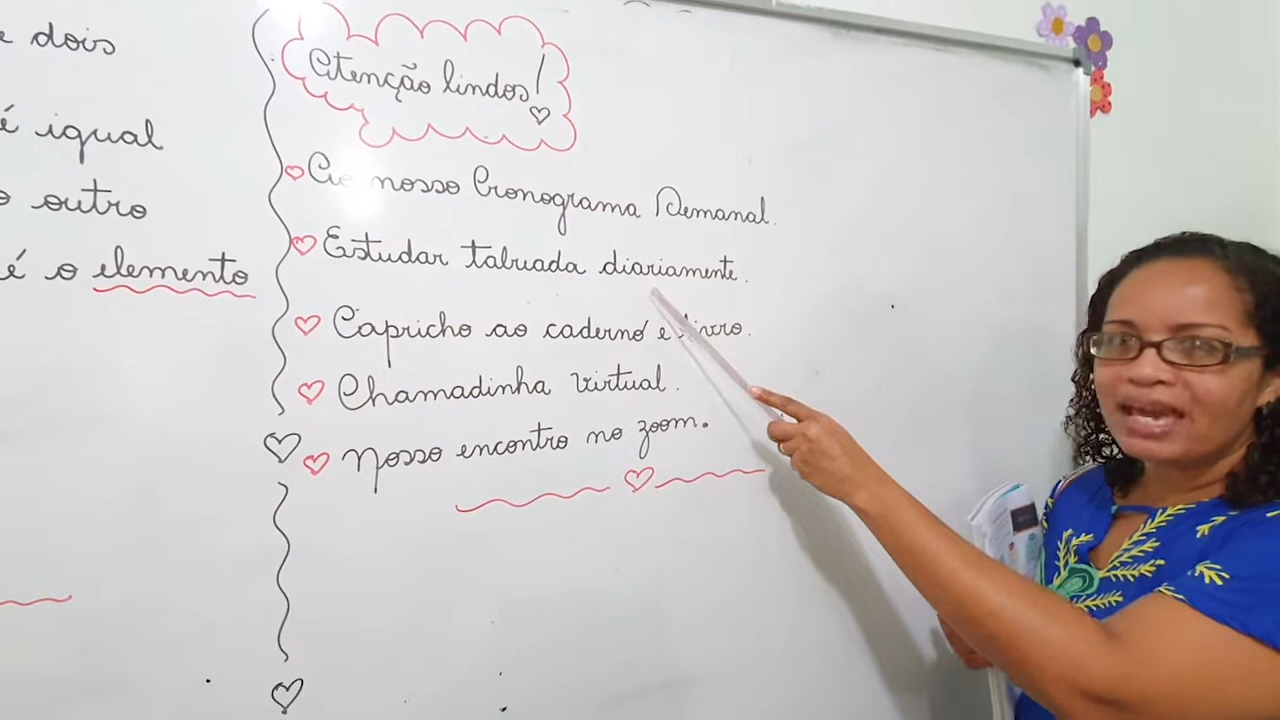 e dois
é igual
o outro
é o elemento
Atenção lindos!
nosso Cronograma Semanal.
Estudar tabuada diariamente.
Capricho ao caderno e livro.
Chamadinha virtual.
Nosso encontro no zoom.